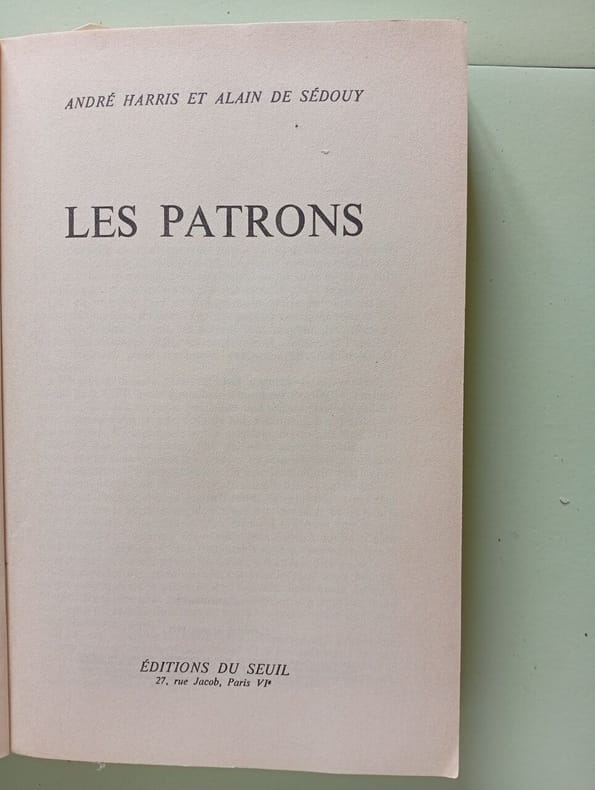 ANDRÉ HARRIS ET ALAIN DE SÉDOUY
LES PATRONS
ÉDITIONS DU SEUIL
27, rue Jacob, Paris VIᵉ